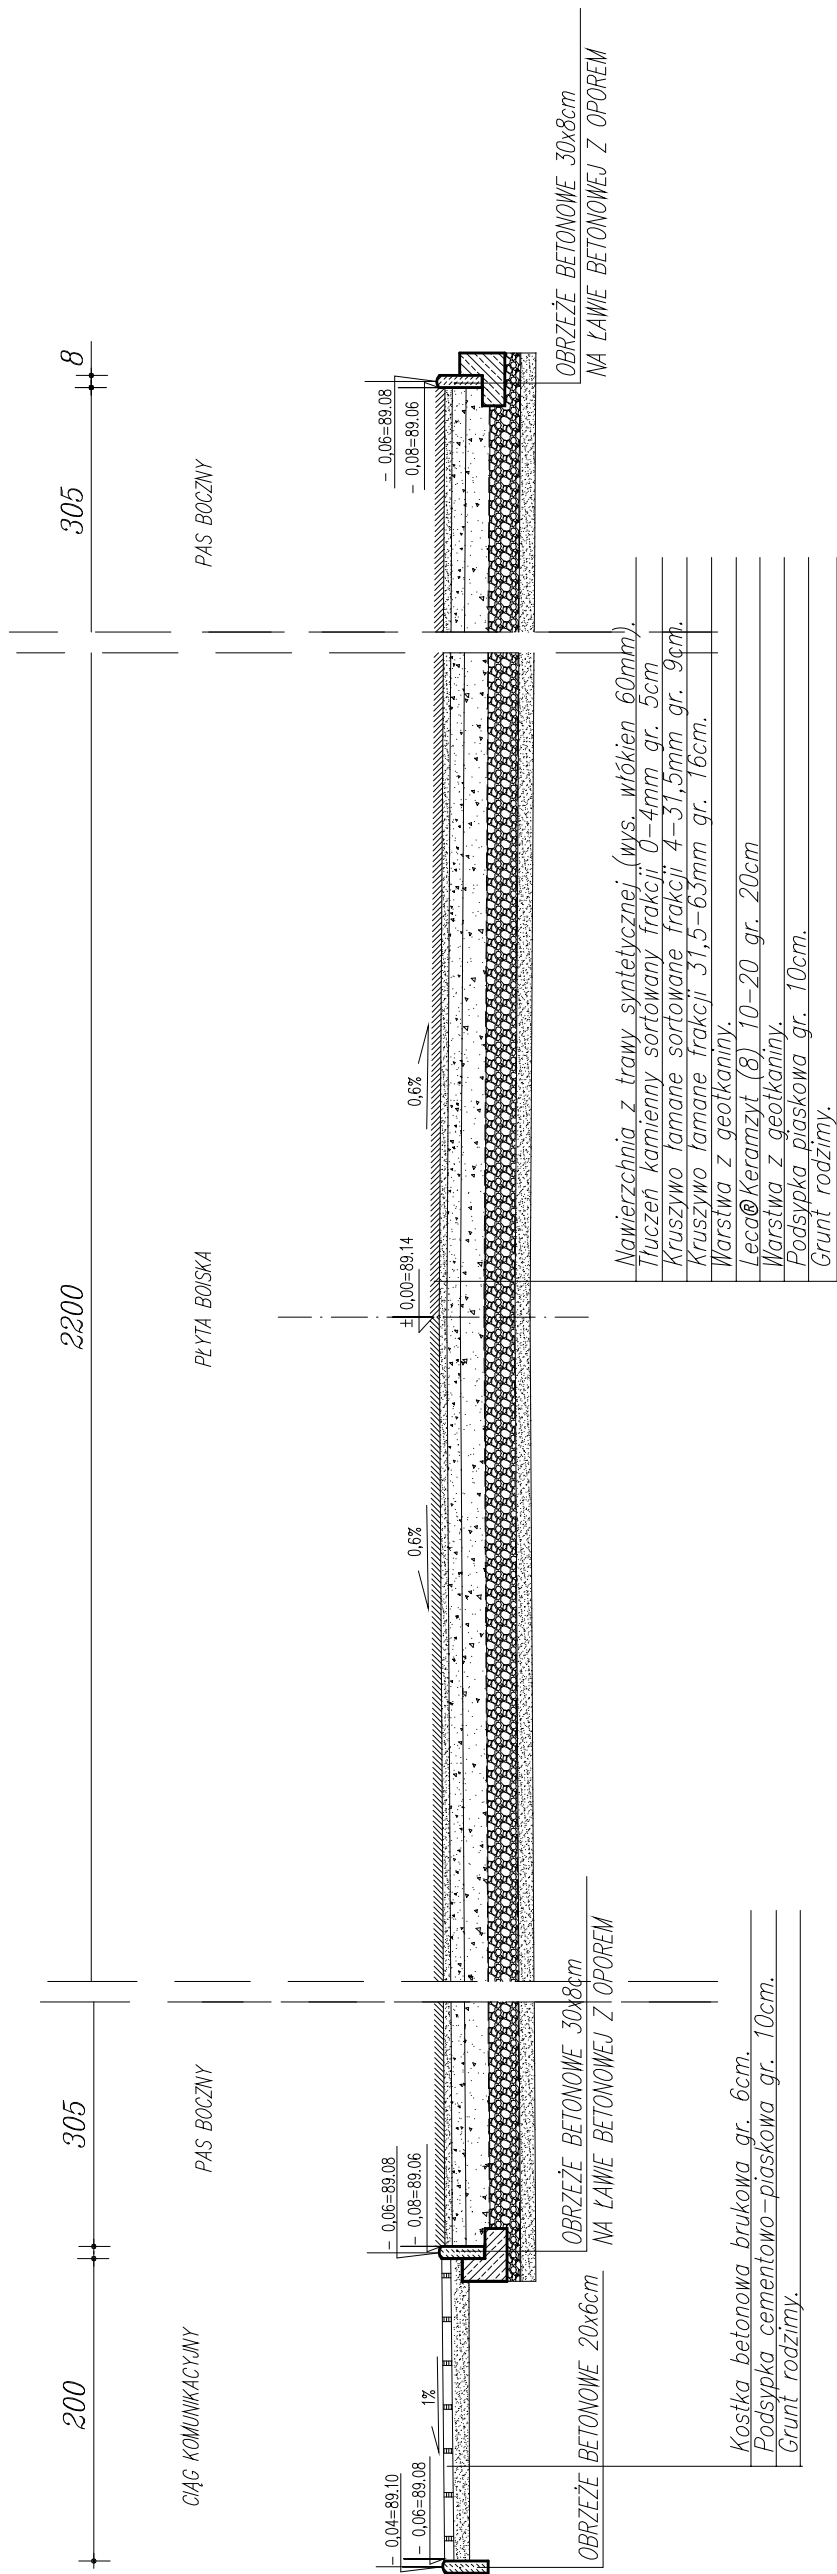 200
305
2200
305
8
CIĄG KOMUNIKACYJNY
PAS BOCZNY
PŁYTA BOISKA
PAS BOCZNY
- 0,04=89.10
- 0,06=89.08
1%
- 0,06=89.08
- 0,08=89.06
0,6%
± 0,00=89.14
0,6%
- 0,06=89.08
- 0,08=89.06
OBRZEŻE BETONOWE 20x6cm
OBRZEŻE BETONOWE 30x8cm
NA ŁAWIE BETONOWEJ Z OPOREM
OBRZEŻE BETONOWE 30x8cm
NA ŁAWIE BETONOWEJ Z OPOREM
Kostka betonowa brukowa gr. 6cm.
Podsypka cementowo-piaskowa gr. 10cm.
Grunt rodzimy.
Nawierzchnia z trawy syntetycznej (wys. włókien 60mm).
Tłuczeń kamienny sortowany frakcji 0-4mm gr. 5cm
Kruszywo łamane sortowane frakcji 4-31,5mm gr. 9cm.
Kruszywo łamane frakcji 31,5-63mm gr. 16cm.
Warstwa z geotkaniny.
Leca®Keramzyt (8) 10-20 gr. 20cm
Warstwa z geotkaniny.
Podsypka piaskowa gr. 10cm.
Grunt rodzimy.